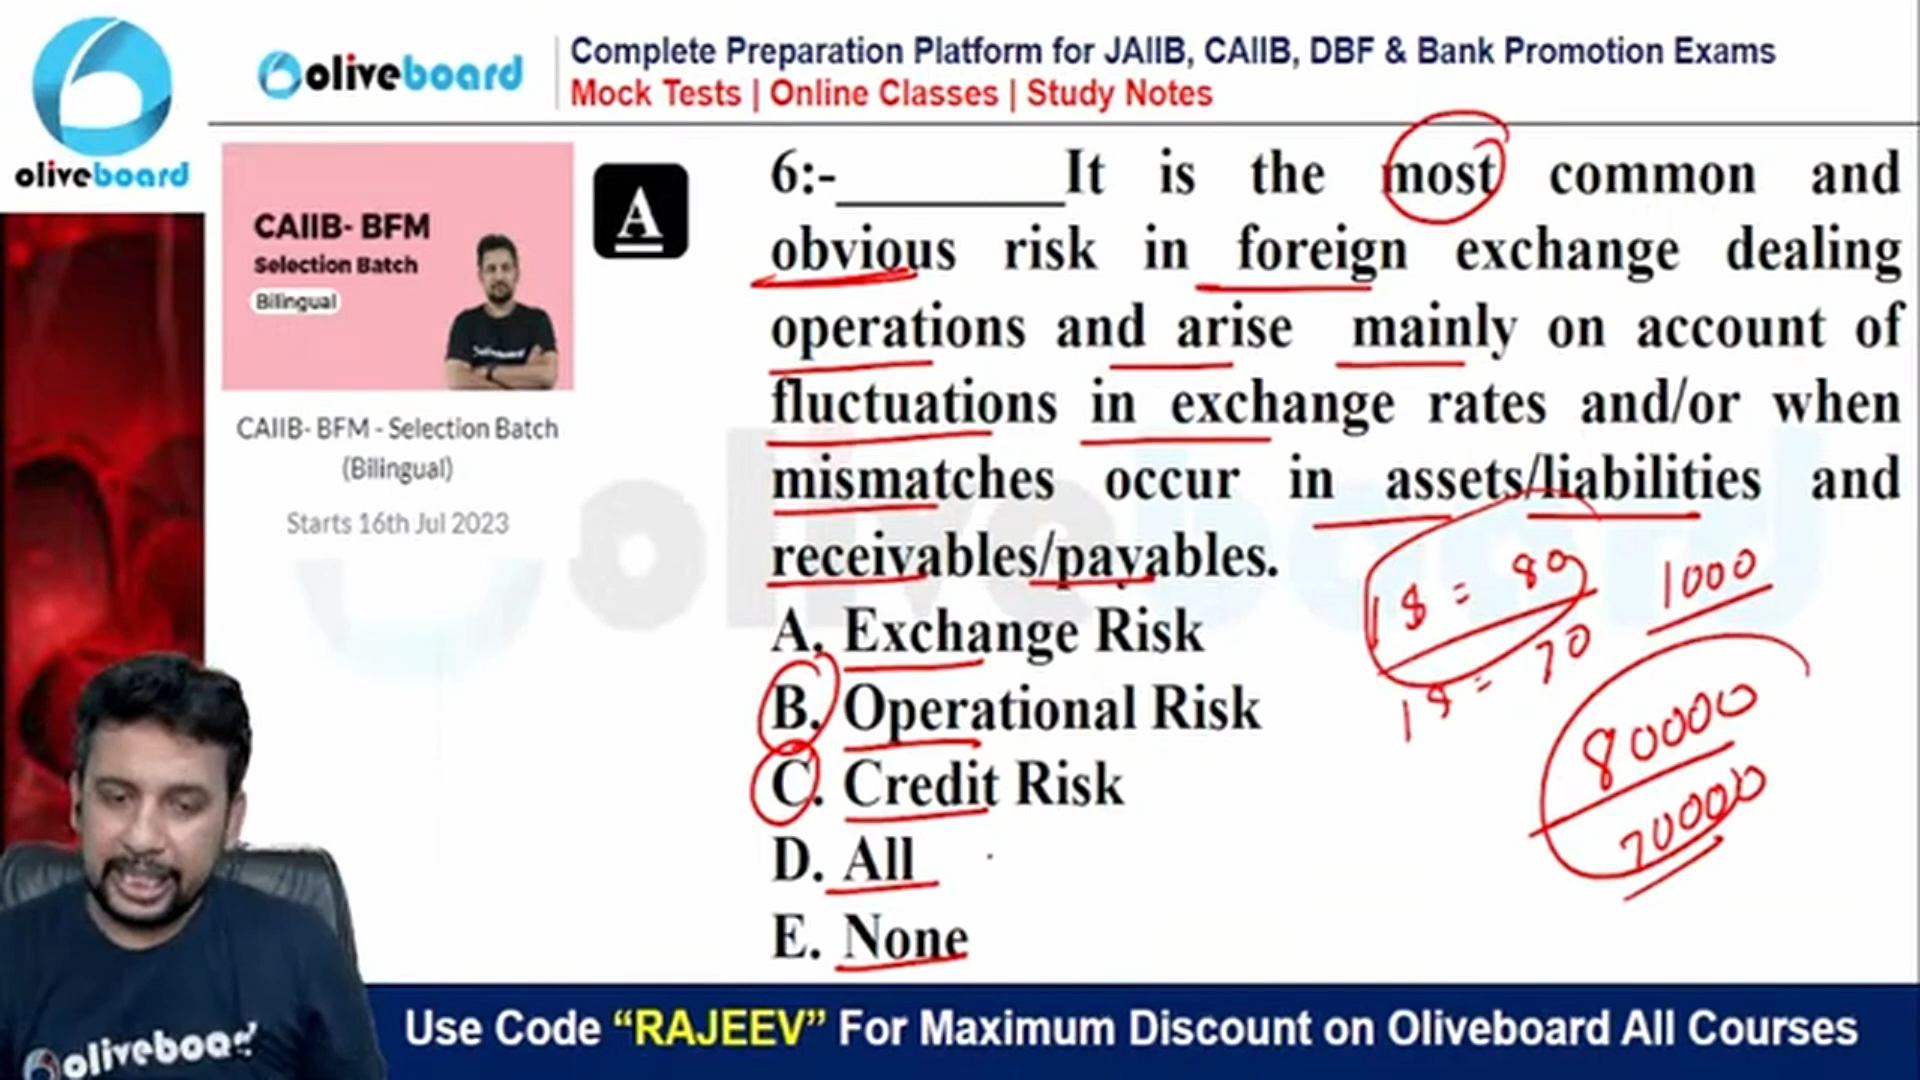 oliveboard
oliveboard
Complete Preparation Platform for JAIIB, CAIIB, DBF & Bank Promotion Exams
Mock Tests | Online Classes | Study Notes
CAIIB- BFM
Selection Batch
Bilingual
CAIIB- BFM - Selection Batch
(Bilingual)
Starts 16th Jul 2023
A
6:-________It is the most common and
obvious risk in foreign exchange dealing
operations and arise mainly on account of
fluctuations in exchange rates and/or when
mismatches occur in assets/liabilities and
receivables/payables.
A. Exchange Risk
B. Operational Risk
C. Credit Risk
D. All
E. None
1$ = 80
1$ = 70
1000
80000
70000
oliveboard
oliveboar
Use Code “RAJEEV” For Maximum Discount on Oliveboard All Courses